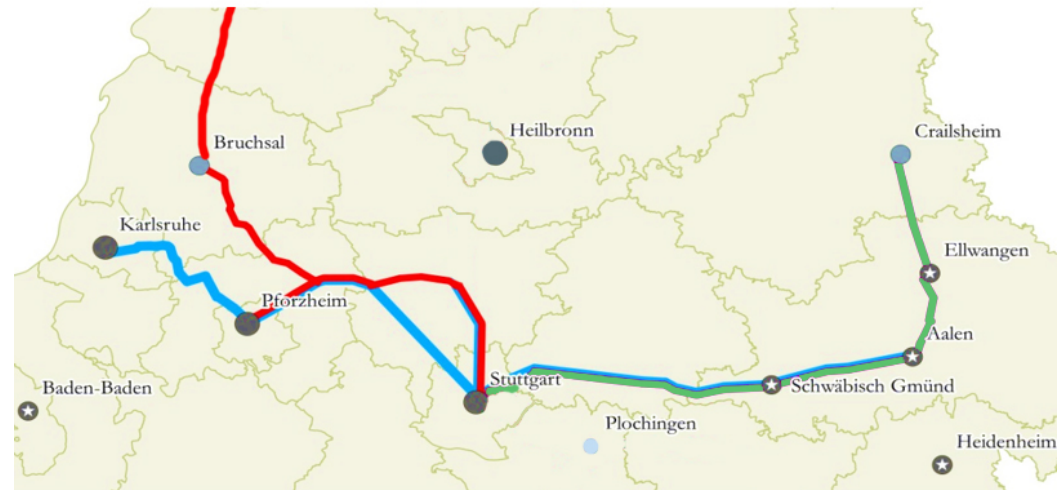 Bruchsal
Heilbronn
Crailsheim
Karlsruhe
Ellwangen
Pforzheim
Aalen
Stuttgart
Schwäbisch Gmünd
Baden-Baden
Plochingen
Heidenheim